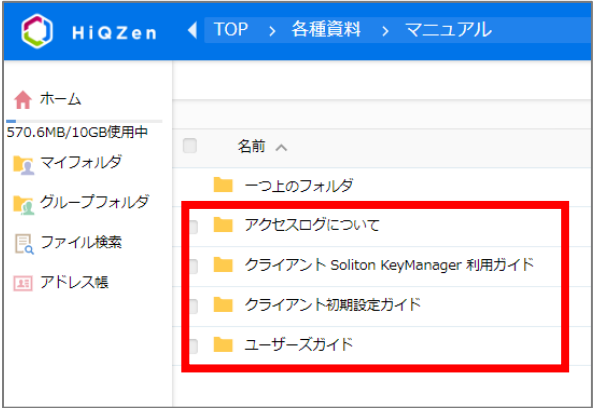 HiQZen
TOP > 各種資料 > マニュアル
ホーム
570.6MB/10GB使用中
マイフォルダ
グループフォルダ
ファイル検索
アドレス帳
名前
一つ上のフォルダ
アクセスログについて
クライアント Soliton KeyManager 利用ガイド
クライアント初期設定ガイド
ユーザーズガイド